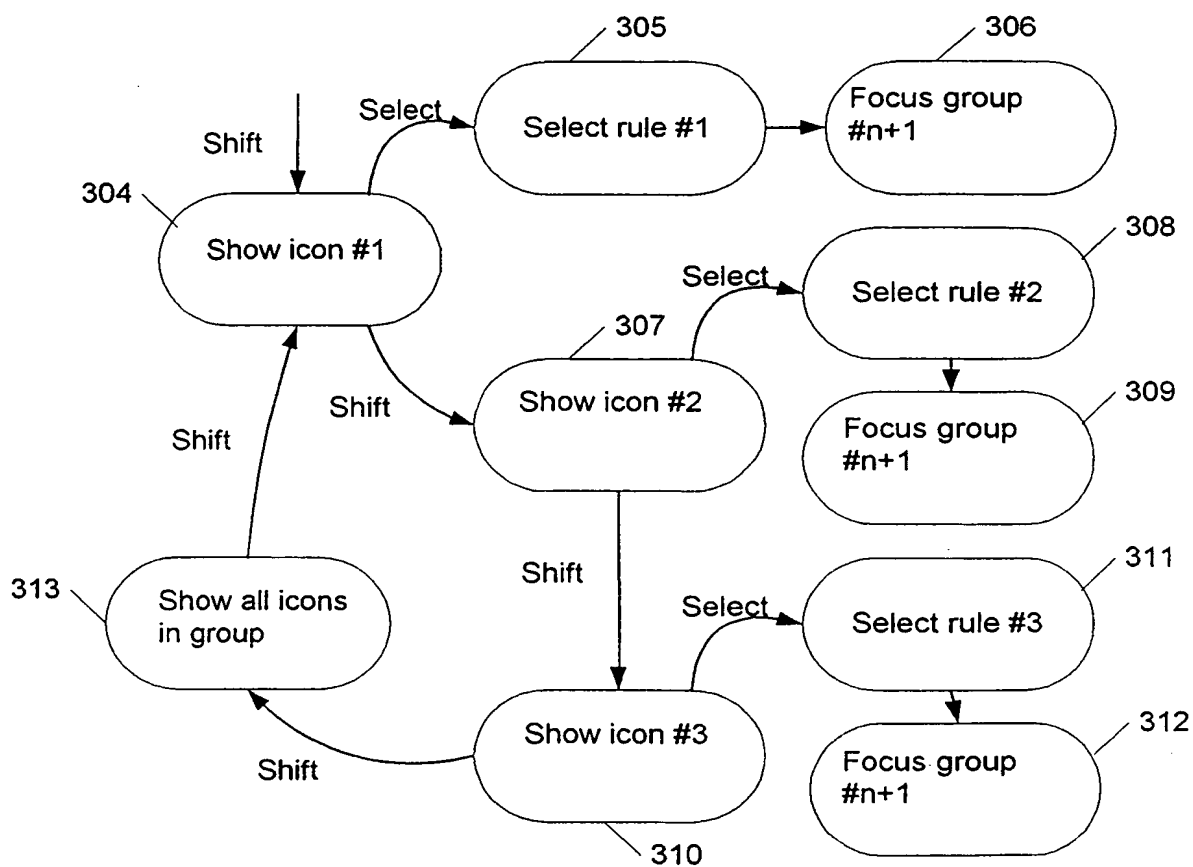 305
306
Select
Select rule #1
Focus group
#n+1
Shift
304
Show icon #1
308
Select
Select rule #2
307
Show icon #2
309
Shift
Focus group
#n+1
Shift
311
313
Show all icons
in group
Shift
Select
Select rule #3
Show icon #3
312
Focus group
#n+1
Shift
310